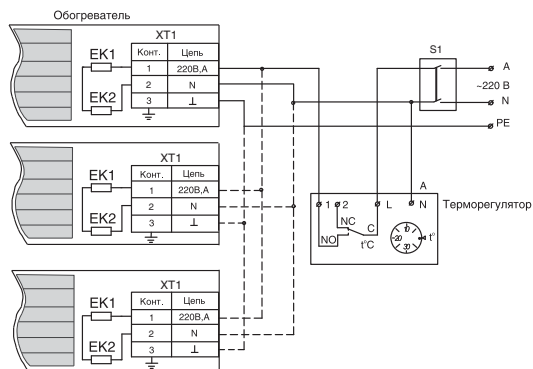 Обогреватель
XT1
Конт. Цепь
EK1
1 220В,А
2 N
EK2
3 ⊥
S1
A
~220 В
N
PE
XT1
Конт. Цепь
EK1
1 220В,А
2 N
EK2
3 ⊥
A
1 2 L N
Терморегулятор
NC
NO
C
t°C
10
20
30
t°
XT1
Конт. Цепь
EK1
1 220В,А
2 N
EK2
3 ⊥